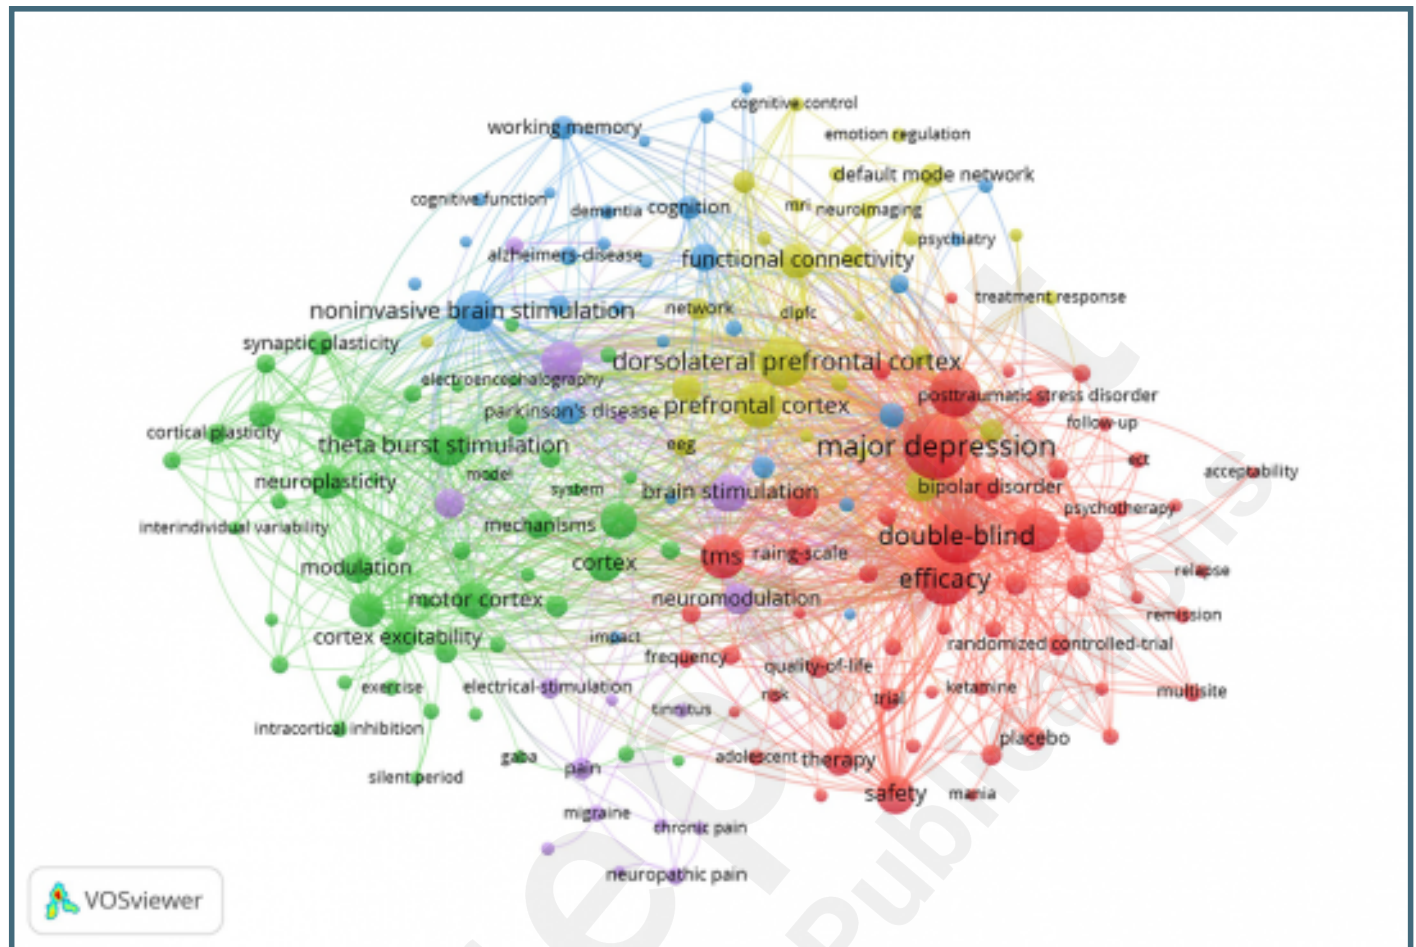 cognitive control
working memory
emotion regulation
default mode network
cognitive function
dementia
cognition
mri
neuroimaging
psychiatry
alzheimers-disease
functional connectivity
treatment response
noninvasive brain stimulation
network
dlpfc
synaptic plasticity
dorsolateral prefrontal cortex
electroencephalography
posttraumatic stress disorder
parkinson's disease
prefrontal cortex
follow-up
cortical plasticity
theta burst stimulation
eeg
major depression
ect
acceptability
neuroplasticity
model
system
brain stimulation
bipolar disorder
psychotherapy
interindividual variability
mechanisms
double-blind
modulation
cortex
tms
raing-scale
efficacy
relapse
motor cortex
neuromodulation
remission
cortex excitability
impact
frequency
quality-of-life
randomized controlled-trial
exercise
electrical-stimulation
risk
trial
ketamine
multisite
tinnitus
intracortical inhibition
placebo
silent period
gaba
pain
adolescent
therapy
safety
mania
migraine
chronic pain
neuropathic pain
VOSviewer
Publications